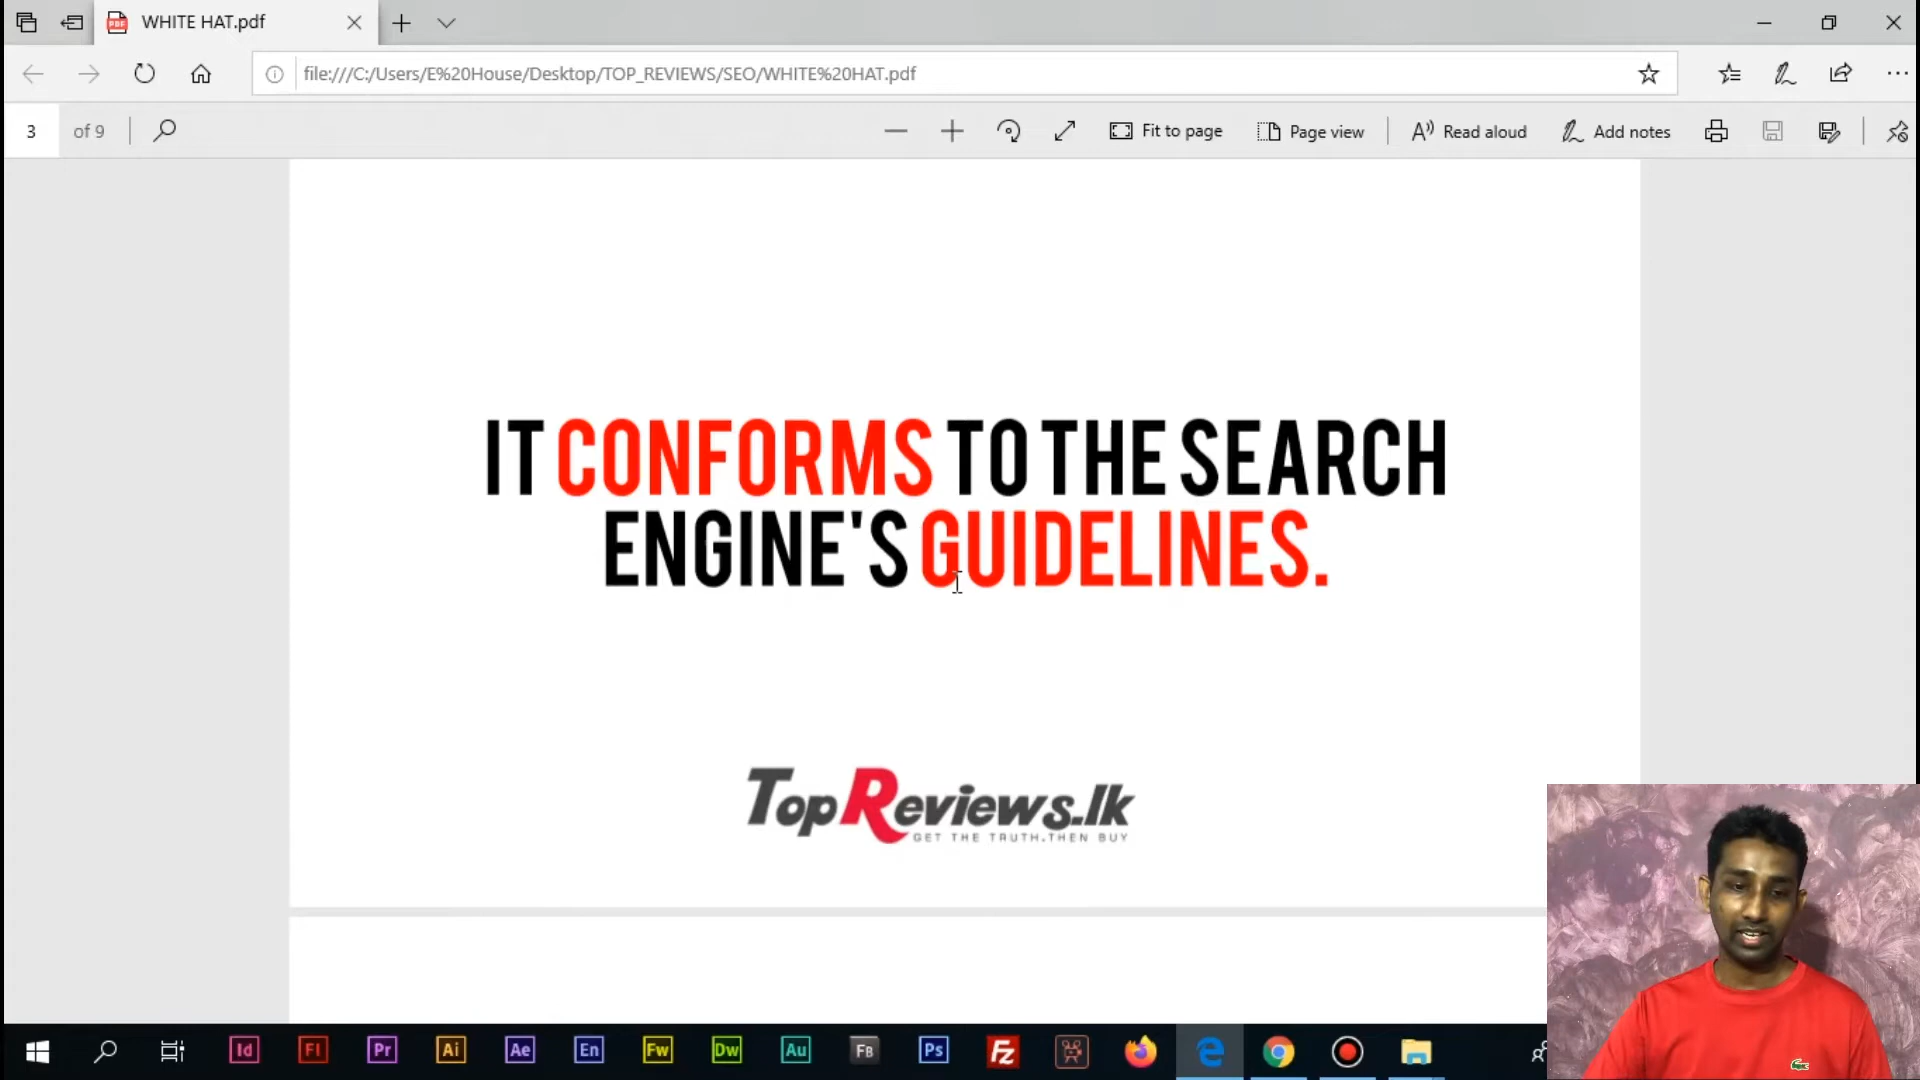 WHITE HAT.pdf
file:///C:/Users/E%20House/Desktop/TOP_REVIEWS/SEO/WHITE%20HAT.pdf
3 of 9
Fit to page
Page view
Read aloud
Add notes
IT CONFORMS TO THE SEARCH
ENGINE'S GUIDELINES.
TopReviews.lk
GET THE TRUTH.THEN BUY
Id Fl Pr Ai Ae En Fw Dw Au FB Ps Fz